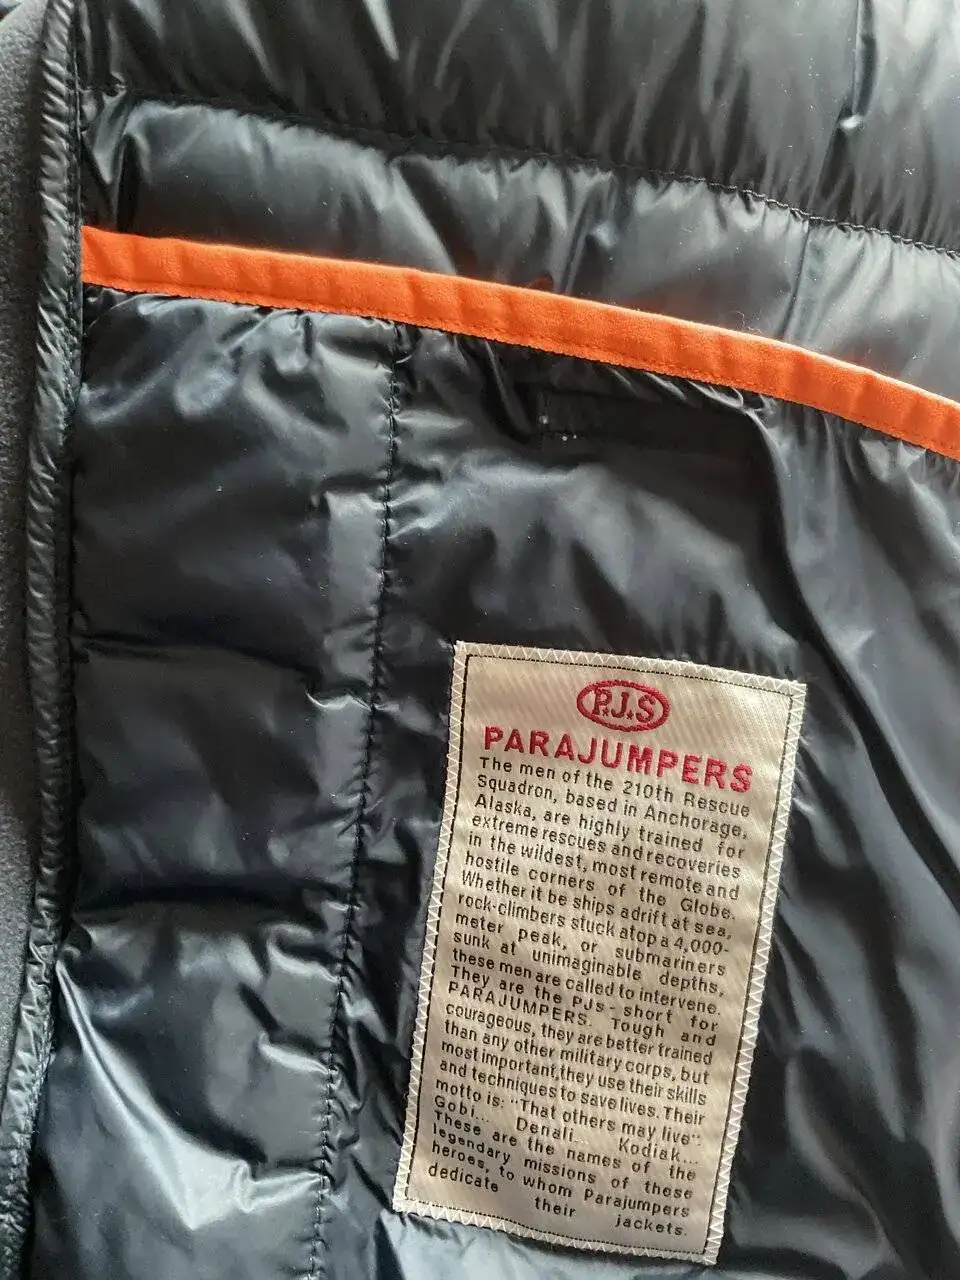 P.J.S
PARAJUMPERS
The men of the 210th Rescue
Squadron, based in Anchorage,
Alaska, are highly trained for
extreme rescues and recoveries
in the wildest, most remote and
hostile corners of the Globe.
Whether it be ships adrift at sea,
rock-climbers stuck atop a 4,000-
meter peak, or submariners
sunk at unimaginable depths,
these men are called to intervene.
They are the PJs - short for
PARAJUMPERS. Tough and
courageous, they are better trained
than any other military corps, but
most important, they use their skills
and techniques to save lives. Their
motto is: "That others may live".
Gobi... Denali... Kodiak...
These are the names of the
legendary missions of these
heroes, to whom Parajumpers
dedicate their jackets.